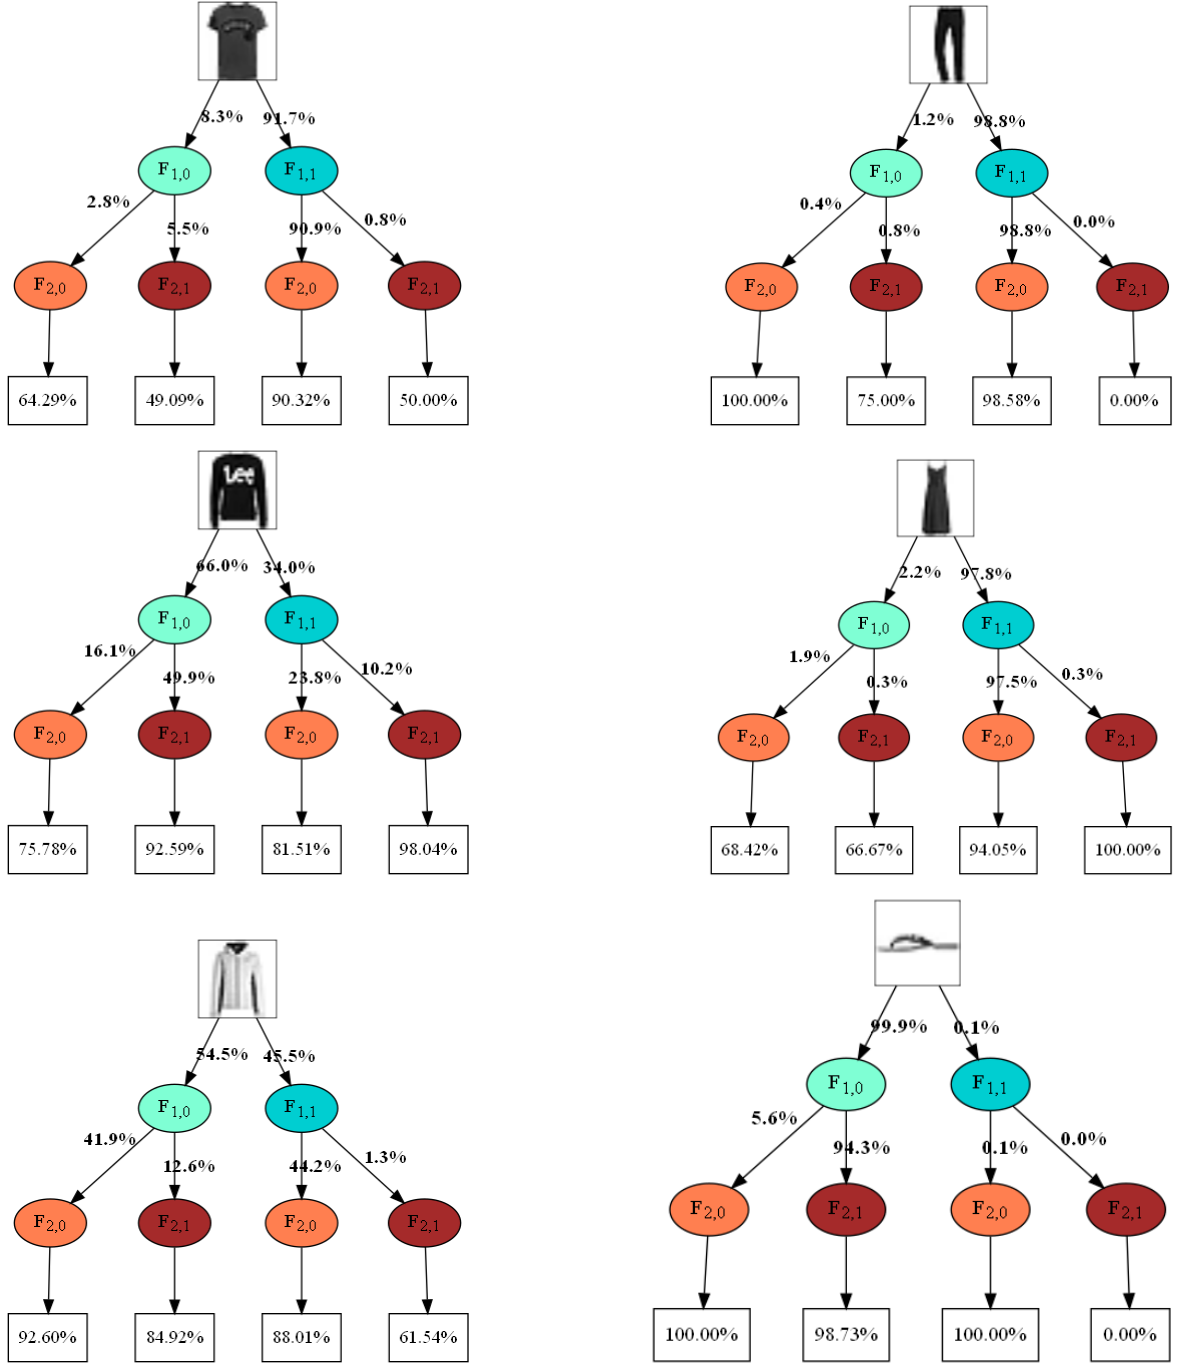 8.3% 91.7%
F1,0 F1,1
2.8% 5.5% 90.9% 0.8%
F2,0 F2,1 F2,0 F2,1
64.29% 49.09% 90.32% 50.00%
1.2% 98.8%
F1,0 F1,1
0.4% 0.8% 98.8% 0.0%
F2,0 F2,1 F2,0 F2,1
100.00% 75.00% 98.58% 0.00%
Lee
66.0% 34.0%
F1,0 F1,1
16.1% 49.9% 23.8% 10.2%
F2,0 F2,1 F2,0 F2,1
75.78% 92.59% 81.51% 98.04%
2.2% 97.8%
F1,0 F1,1
1.9% 0.3% 97.5% 0.3%
F2,0 F2,1 F2,0 F2,1
68.42% 66.67% 94.05% 100.00%
54.5% 45.5%
F1,0 F1,1
41.9% 12.6% 44.2% 1.3%
F2,0 F2,1 F2,0 F2,1
92.60% 84.92% 88.01% 61.54%
99.9% 0.1%
F1,0 F1,1
5.6% 94.3% 0.1% 0.0%
F2,0 F2,1 F2,0 F2,1
100.00% 98.73% 100.00% 0.00%